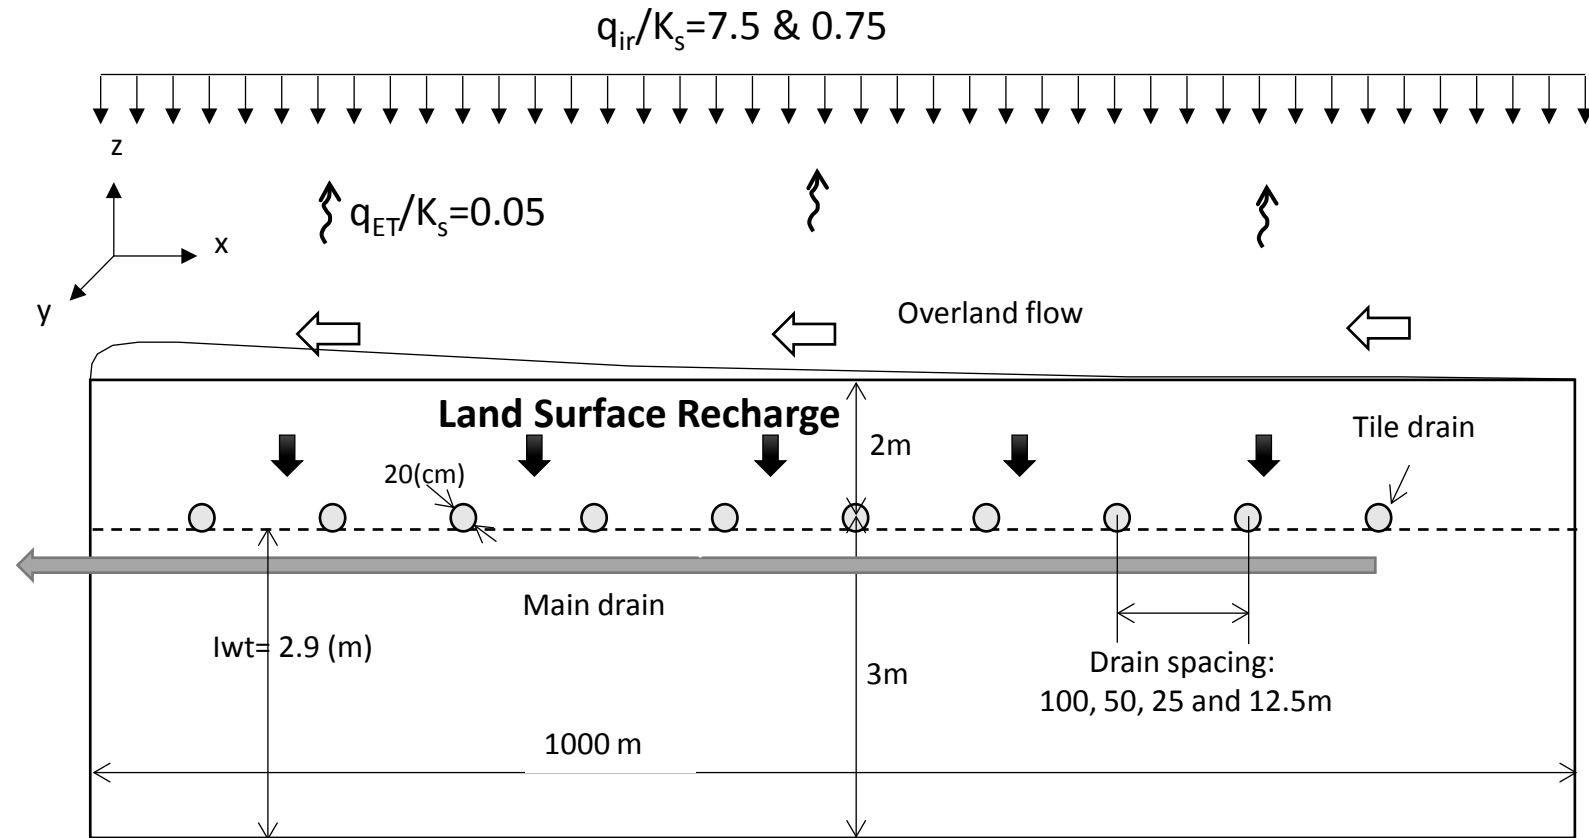 q_ir/K_s=7.5 & 0.75
z
q_ET/K_s=0.05
x
y
Overland flow
Land Surface Recharge
2m
Tile drain
20(cm)
Main drain
Iwt= 2.9 (m)
3m
Drain spacing:
100, 50, 25 and 12.5m
1000 m